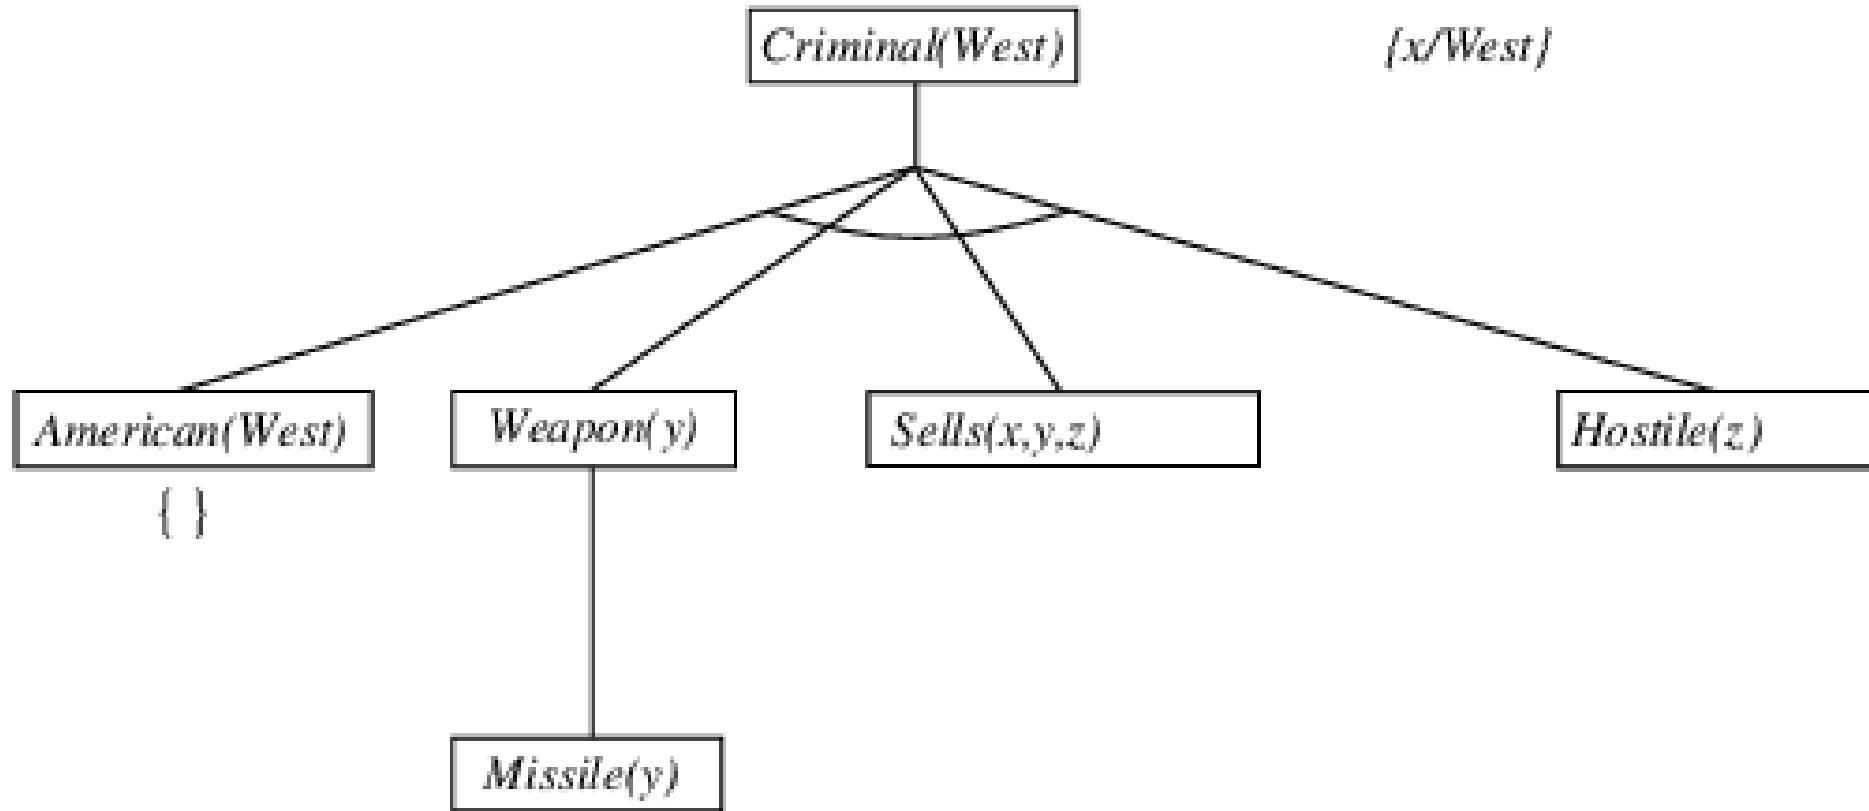 Criminal(West)
{x/West}
American(West)
Weapon(y)
Sells(x,y,z)
Hostile(z)
{ }
Missile(y)